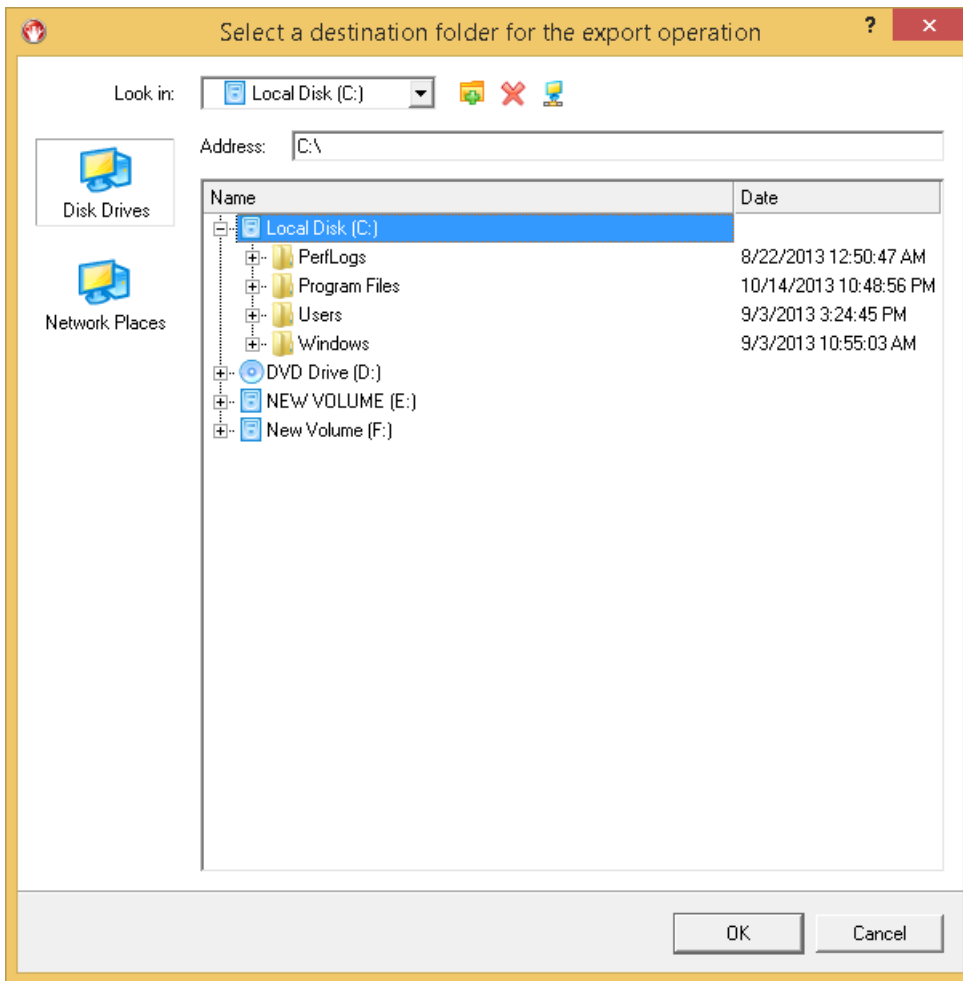 Select a destination folder for the export operation ? ×
Look in: Local Disk (C:)
Address: C:\
Disk Drives
Network Places
Name Date
Local Disk (C:)
PerfLogs 8/22/2013 12:50:47 AM
Program Files 10/14/2013 10:48:56 PM
Users 9/3/2013 3:24:45 PM
Windows 9/3/2013 10:55:03 AM
DVD Drive (D:)
NEW VOLUME (E:)
New Volume (F:)
OK Cancel